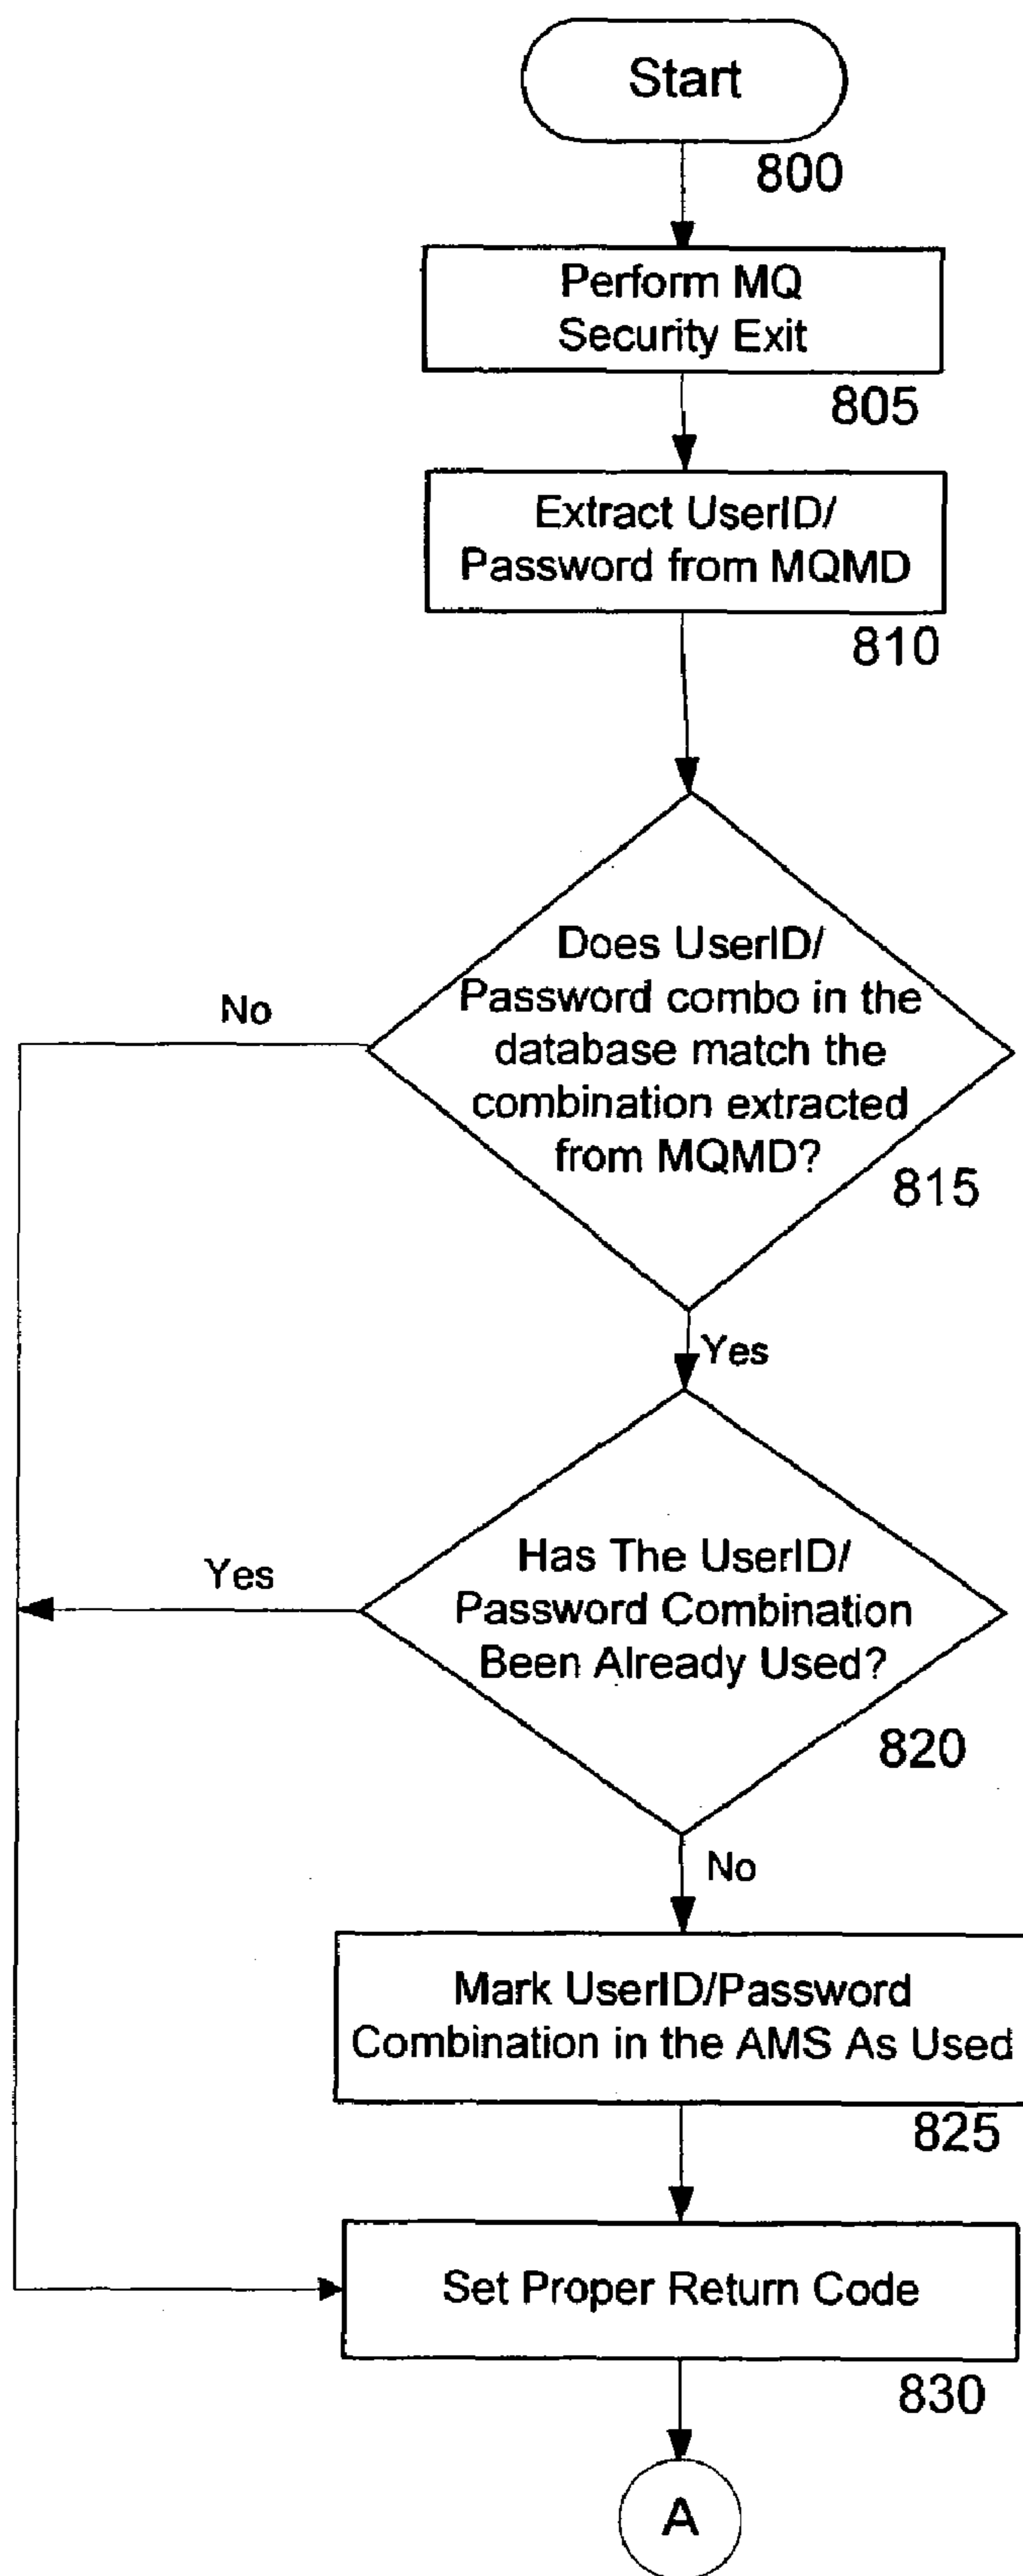 Start
800
Perform MQ
Security Exit
805
Extract UserID/
Password from MQMD
810
Does UserID/
Password combo in the
database match the
combination extracted
from MQMD?
815
No
Yes
Has The UserID/
Password Combination
Been Already Used?
820
Yes
No
Mark UserID/Password
Combination in the AMS As Used
825
Set Proper Return Code
830
A